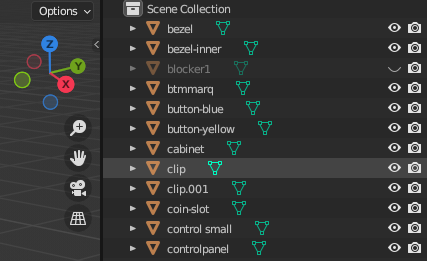 Options
Z
Y
X
Scene Collection
bezel
bezel-inner
blocker1
btmmarq
button-blue
button-yellow
cabinet
clip
clip.001
coin-slot
control small
controlpanel